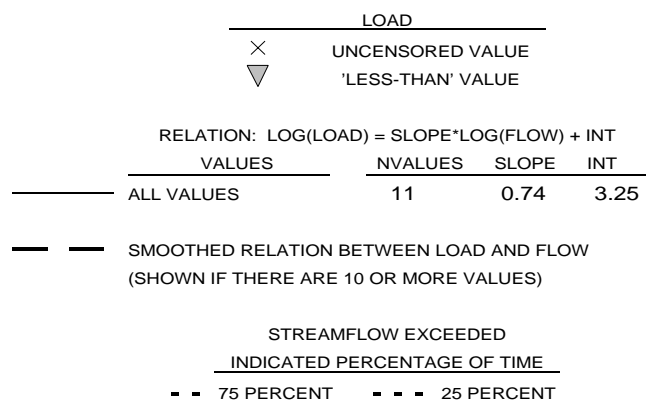 LOAD
UNCENSORED VALUE
'LESS-THAN' VALUE
RELATION: LOG(LOAD) = SLOPE*LOG(FLOW) + INT
VALUES NVALUES SLOPE INT
ALL VALUES 11 0.74 3.25
SMOOTHED RELATION BETWEEN LOAD AND FLOW
(SHOWN IF THERE ARE 10 OR MORE VALUES)
STREAMFLOW EXCEEDED
INDICATED PERCENTAGE OF TIME
75 PERCENT 25 PERCENT